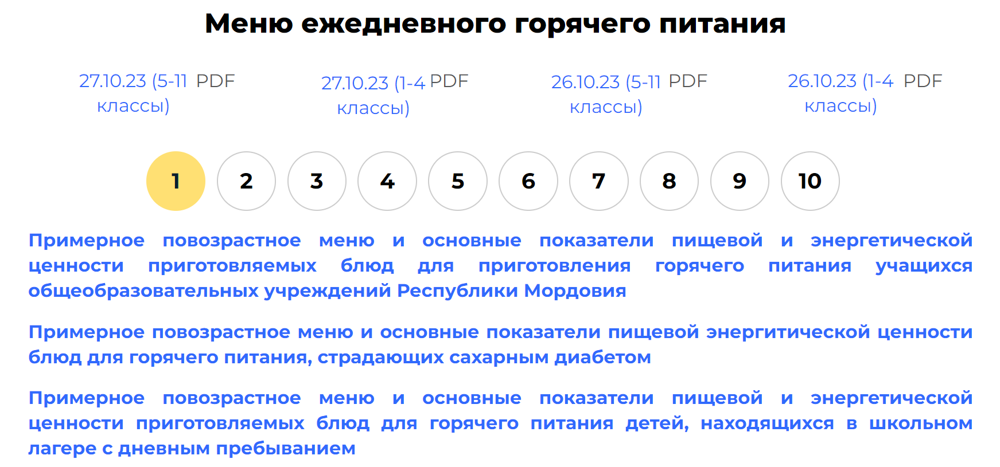 Меню ежедневного горячего питания
27.10.23 (5-11 PDF 27.10.23 (1-4 PDF 26.10.23 (5-11 PDF 26.10.23 (1-4 PDF
классы) классы) классы) классы)
1 2 3 4 5 6 7 8 9 10
Примерное повозрастное меню и основные показатели пищевой и энергетической
ценности приготовляемых блюд для приготовления горячего питания учащихся
общеобразовательных учреждений Республики Мордовия
Примерное повозрастное меню и основные показатели пищевой энергитической ценности
блюд для горячего питания, страдающих сахарным диабетом
Примерное повозрастное меню и основные показатели пищевой и энергетической
ценности приготовляемых блюд для горячего питания детей, находящихся в школьном
лагере с дневным пребыванием